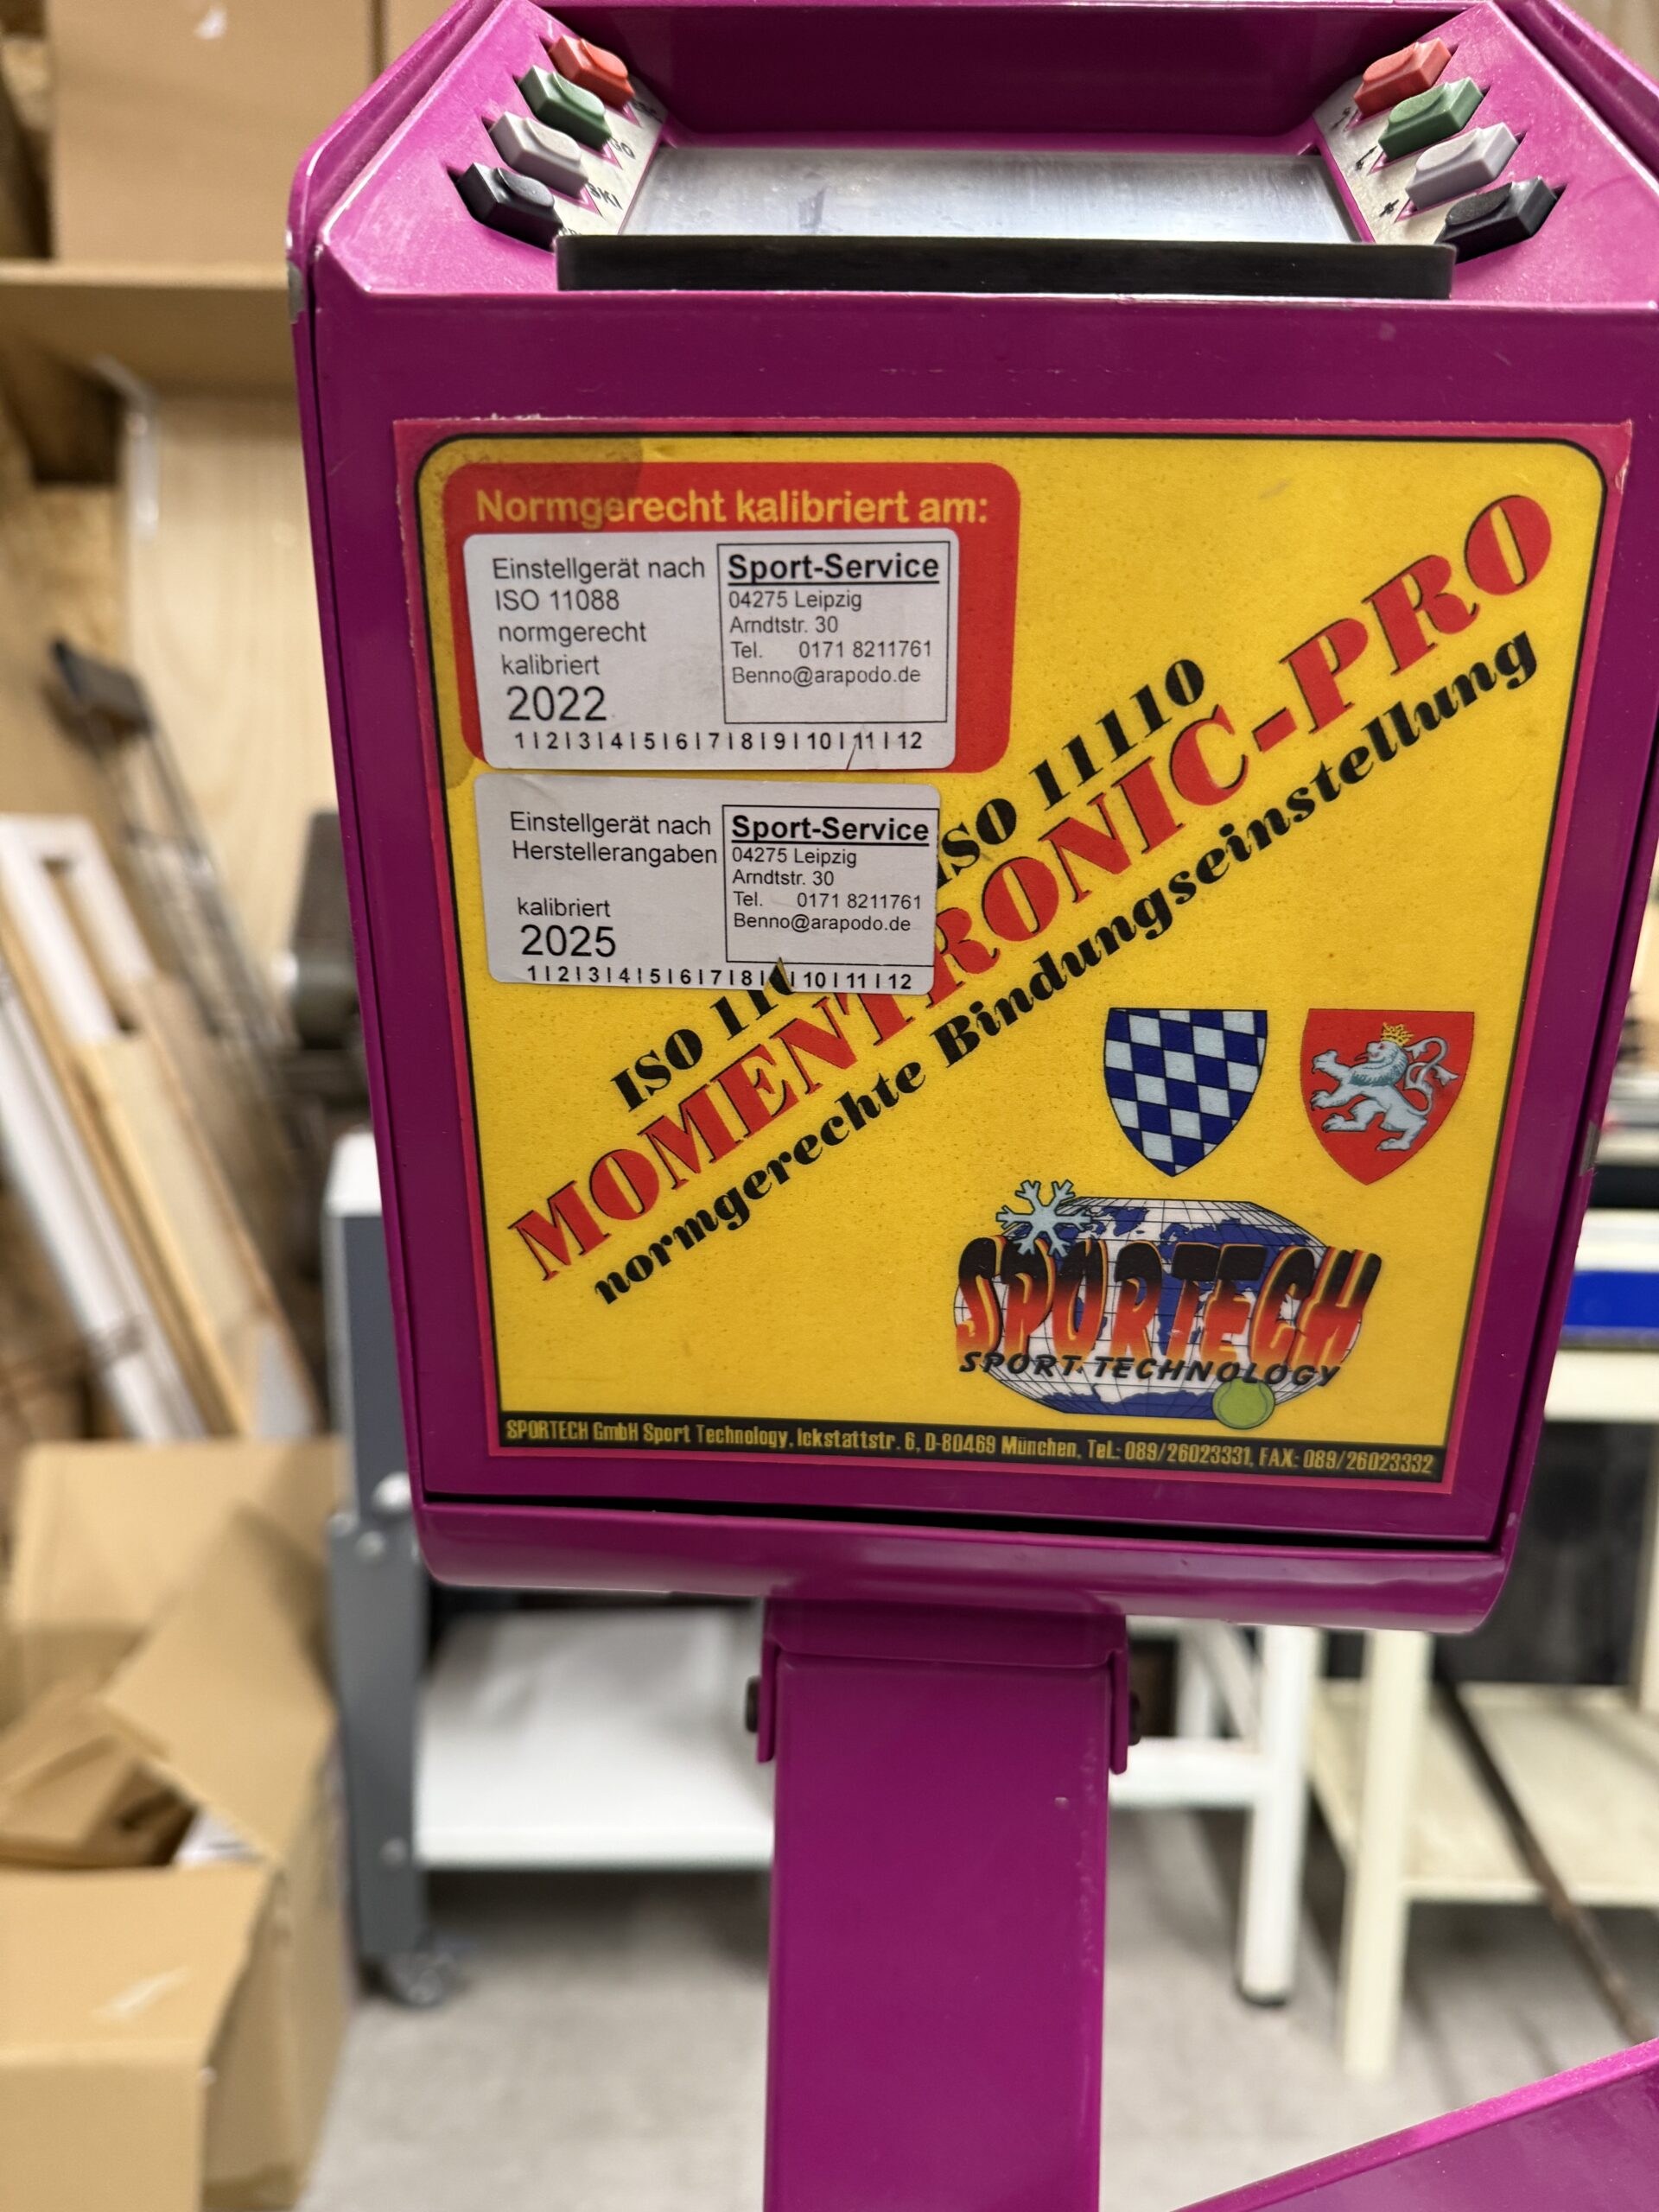 Normgerecht kalibriert am:
Einstellgerät nach
ISO 11088
normgerecht
kalibriert
2022
1 | 2 | 3 | 4 | 5 | 6 | 7 | 8 | 9 | 10 | 11 | 12
Sport-Service
04275 Leipzig
Arndtstr. 30
Tel. 0171 8211761
Benno@arapodo.de
Einstellgerät nach
Herstellerangaben
kalibriert
2025
1 | 2 | 3 | 4 | 5 | 6 | 7 | 8 | | 10 | 11 | 12
Sport-Service
04275 Leipzig
Arndtstr. 30
Tel. 0171 8211761
Benno@arapodo.de
ISO 11 ISO 11110
MOMENTRONIC-PRO
normgerechte Bindungseinstellung
SPORTECH
SPORT TECHNOLOGY
SPORTECH GmbH Sport Technology, Ickstattstr. 6, D-80469 München, Tel.: 089/26023331, FAX: 089/26023332